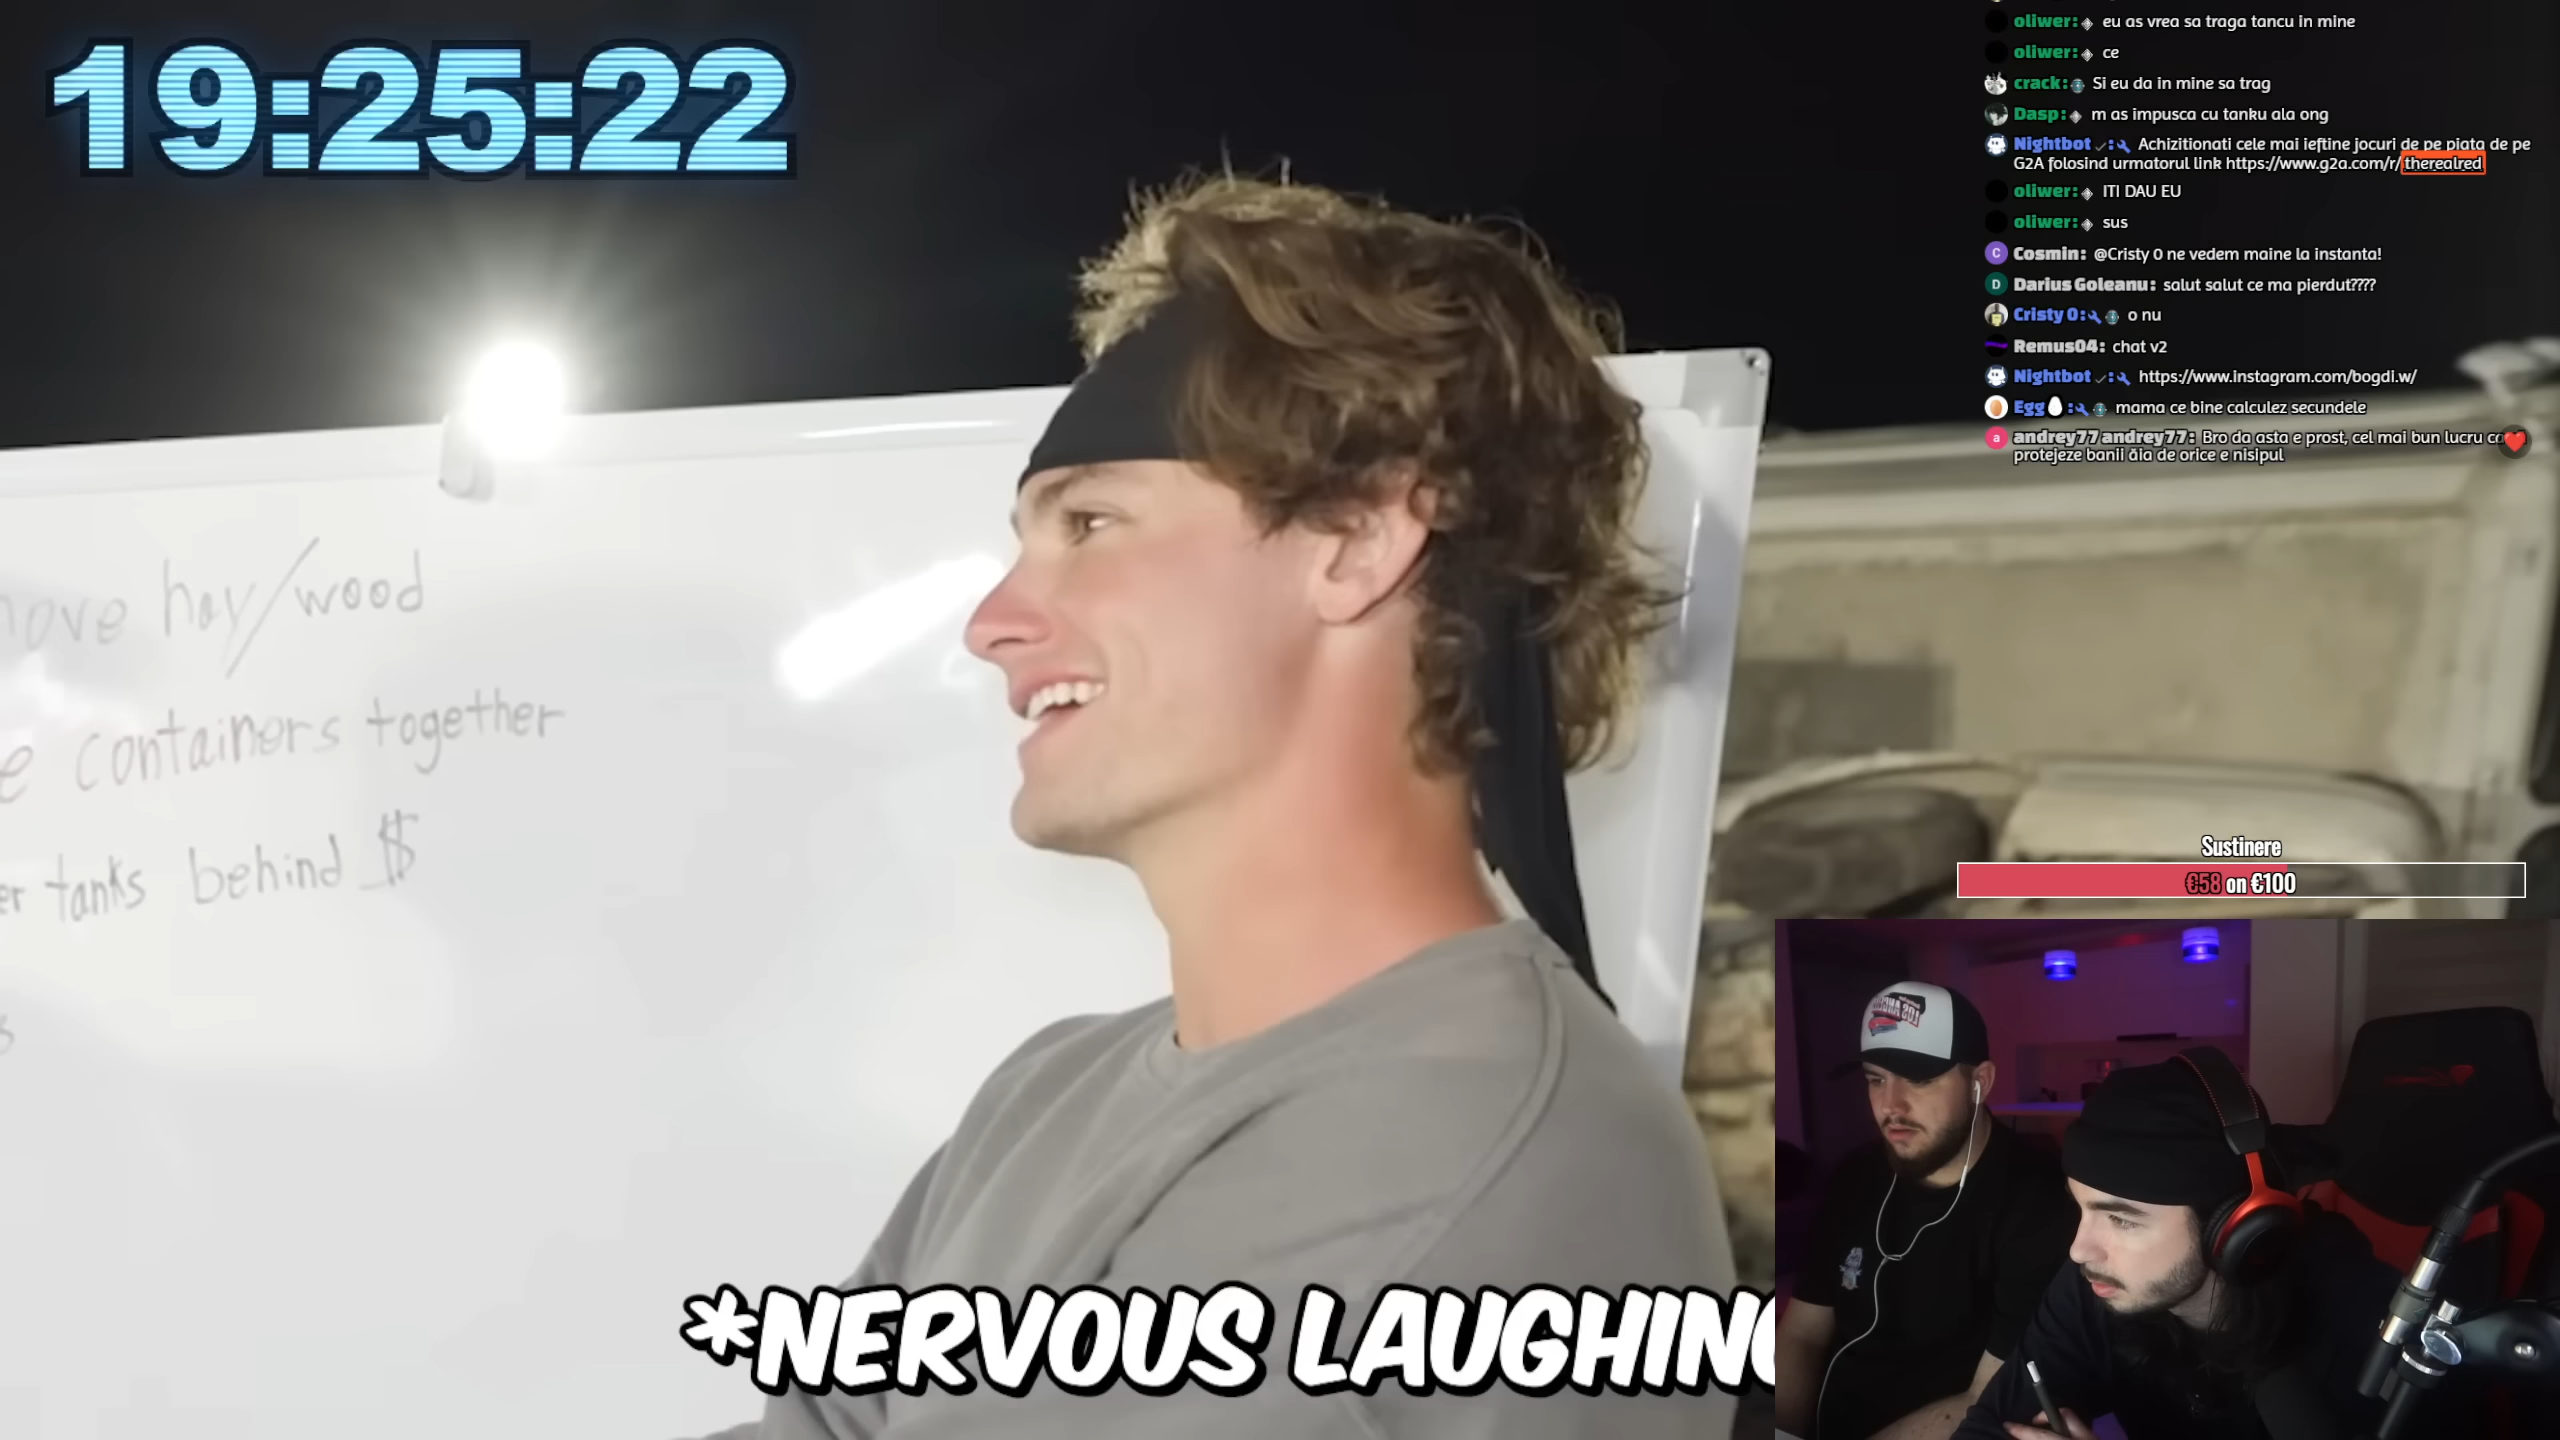 19:25:22
oliwer: eu as vrea sa traga tancu in mine
oliwer: ce
crack: Si eu da in mine sa trag
Dasp: m as impusca cu tanku ala ong
Nightbot: Achizitionati cele mai ieftine jocuri de pe piata de pe
G2A folosind urmatorul link https://www.g2a.com/r/therealred
oliwer: ITI DAU EU
oliwer: sus
Cosmin: @Cristy 0 ne vedem maine la instanta!
Darius Goleanu: salut salut ce ma pierdut????
Cristy 0: o nu
Remus04: chat v2
Nightbot: https://www.instagram.com/bogdi.w/
Egg🥚: mama ce bine calculez secundele
andrey77andrey77: Bro da asta e prost, cel mai bun lucru
protejeze banii ăia de orice e nisipul
hay/wood
containers together
tanks behind $
Sustinere
€58 on €100
LOS
*NERVOUS LAUGHING